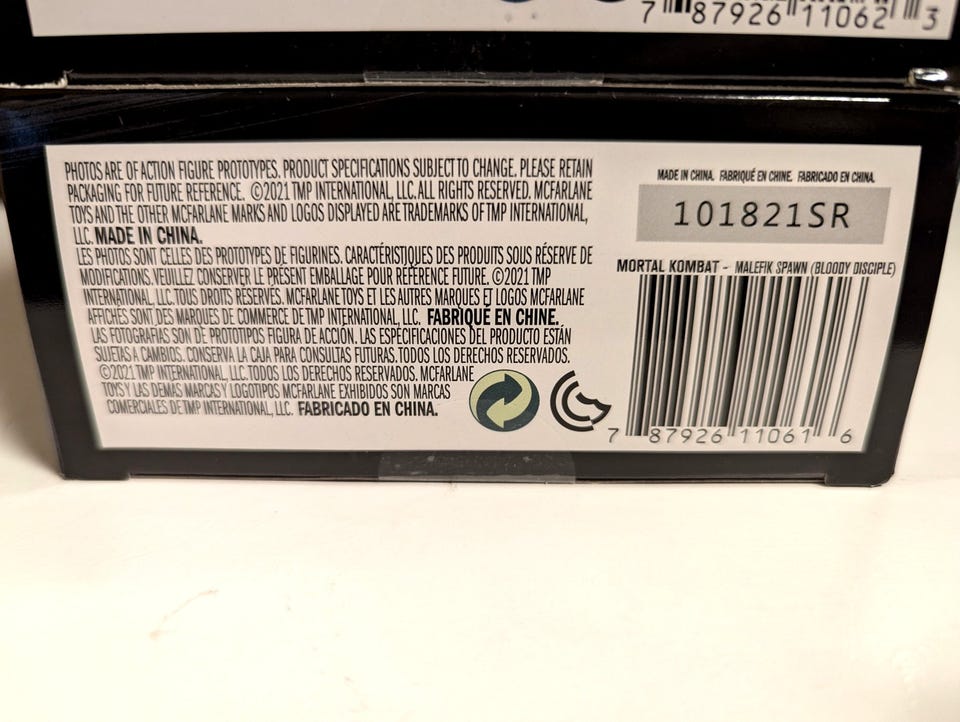 7 87926 11062 3
PHOTOS ARE OF ACTION FIGURE PROTOTYPES. PRODUCT SPECIFICATIONS SUBJECT TO CHANGE. PLEASE RETAIN
PACKAGING FOR FUTURE REFERENCE. ©2021 TMP INTERNATIONAL, LLC. ALL RIGHTS RESERVED. MCFARLANE
TOYS AND THE OTHER MCFARLANE MARKS AND LOGOS DISPLAYED ARE TRADEMARKS OF TMP INTERNATIONAL,
LLC. MADE IN CHINA.
LES PHOTOS SONT CELLES DES PROTOTYPES DE FIGURINES. CARACTÉRISTIQUES DES PRODUITS SOUS RÉSERVE DE
MODIFICATIONS. VEUILLEZ CONSERVER LE PRÉSENT EMBALLAGE POUR RÉFÉRENCE FUTURE. ©2021 TMP
INTERNATIONAL, LLC. TOUS DROITS RÉSERVÉS. MCFARLANE TOYS ET LES AUTRES MARQUES ET LOGOS MCFARLANE
AFFICHÉS SONT DES MARQUES DE COMMERCE DE TMP INTERNATIONAL, LLC. FABRIQUÉ EN CHINE.
LAS FOTOGRAFIAS SON DE PROTOTIPOS FIGURA DE ACCIÓN. LAS ESPECIFICACIONES DEL PRODUCTO ESTÁN
SUJETAS A CAMBIOS. CONSERVA LA CAJA PARA CONSULTAS FUTURAS. TODOS LOS DERECHOS RESERVADOS.
©2021 TMP INTERNATIONAL, LLC. TODOS LOS DERECHOS RESERVADOS. MCFARLANE
TOYS Y LAS DEMAS MARCAS Y LOGOTIPOS MCFARLANE EXHIBIDOS SON MARCAS
COMERCIALES DE TMP INTERNATIONAL, LLC. FABRICADO EN CHINA.
MADE IN CHINA. FABRIQUÉ EN CHINE. FABRICADO EN CHINA.
101821SR
MORTAL KOMBAT - MALEFIK SPAWN (BLOODY DISCIPLE)
7 87926 11061 6